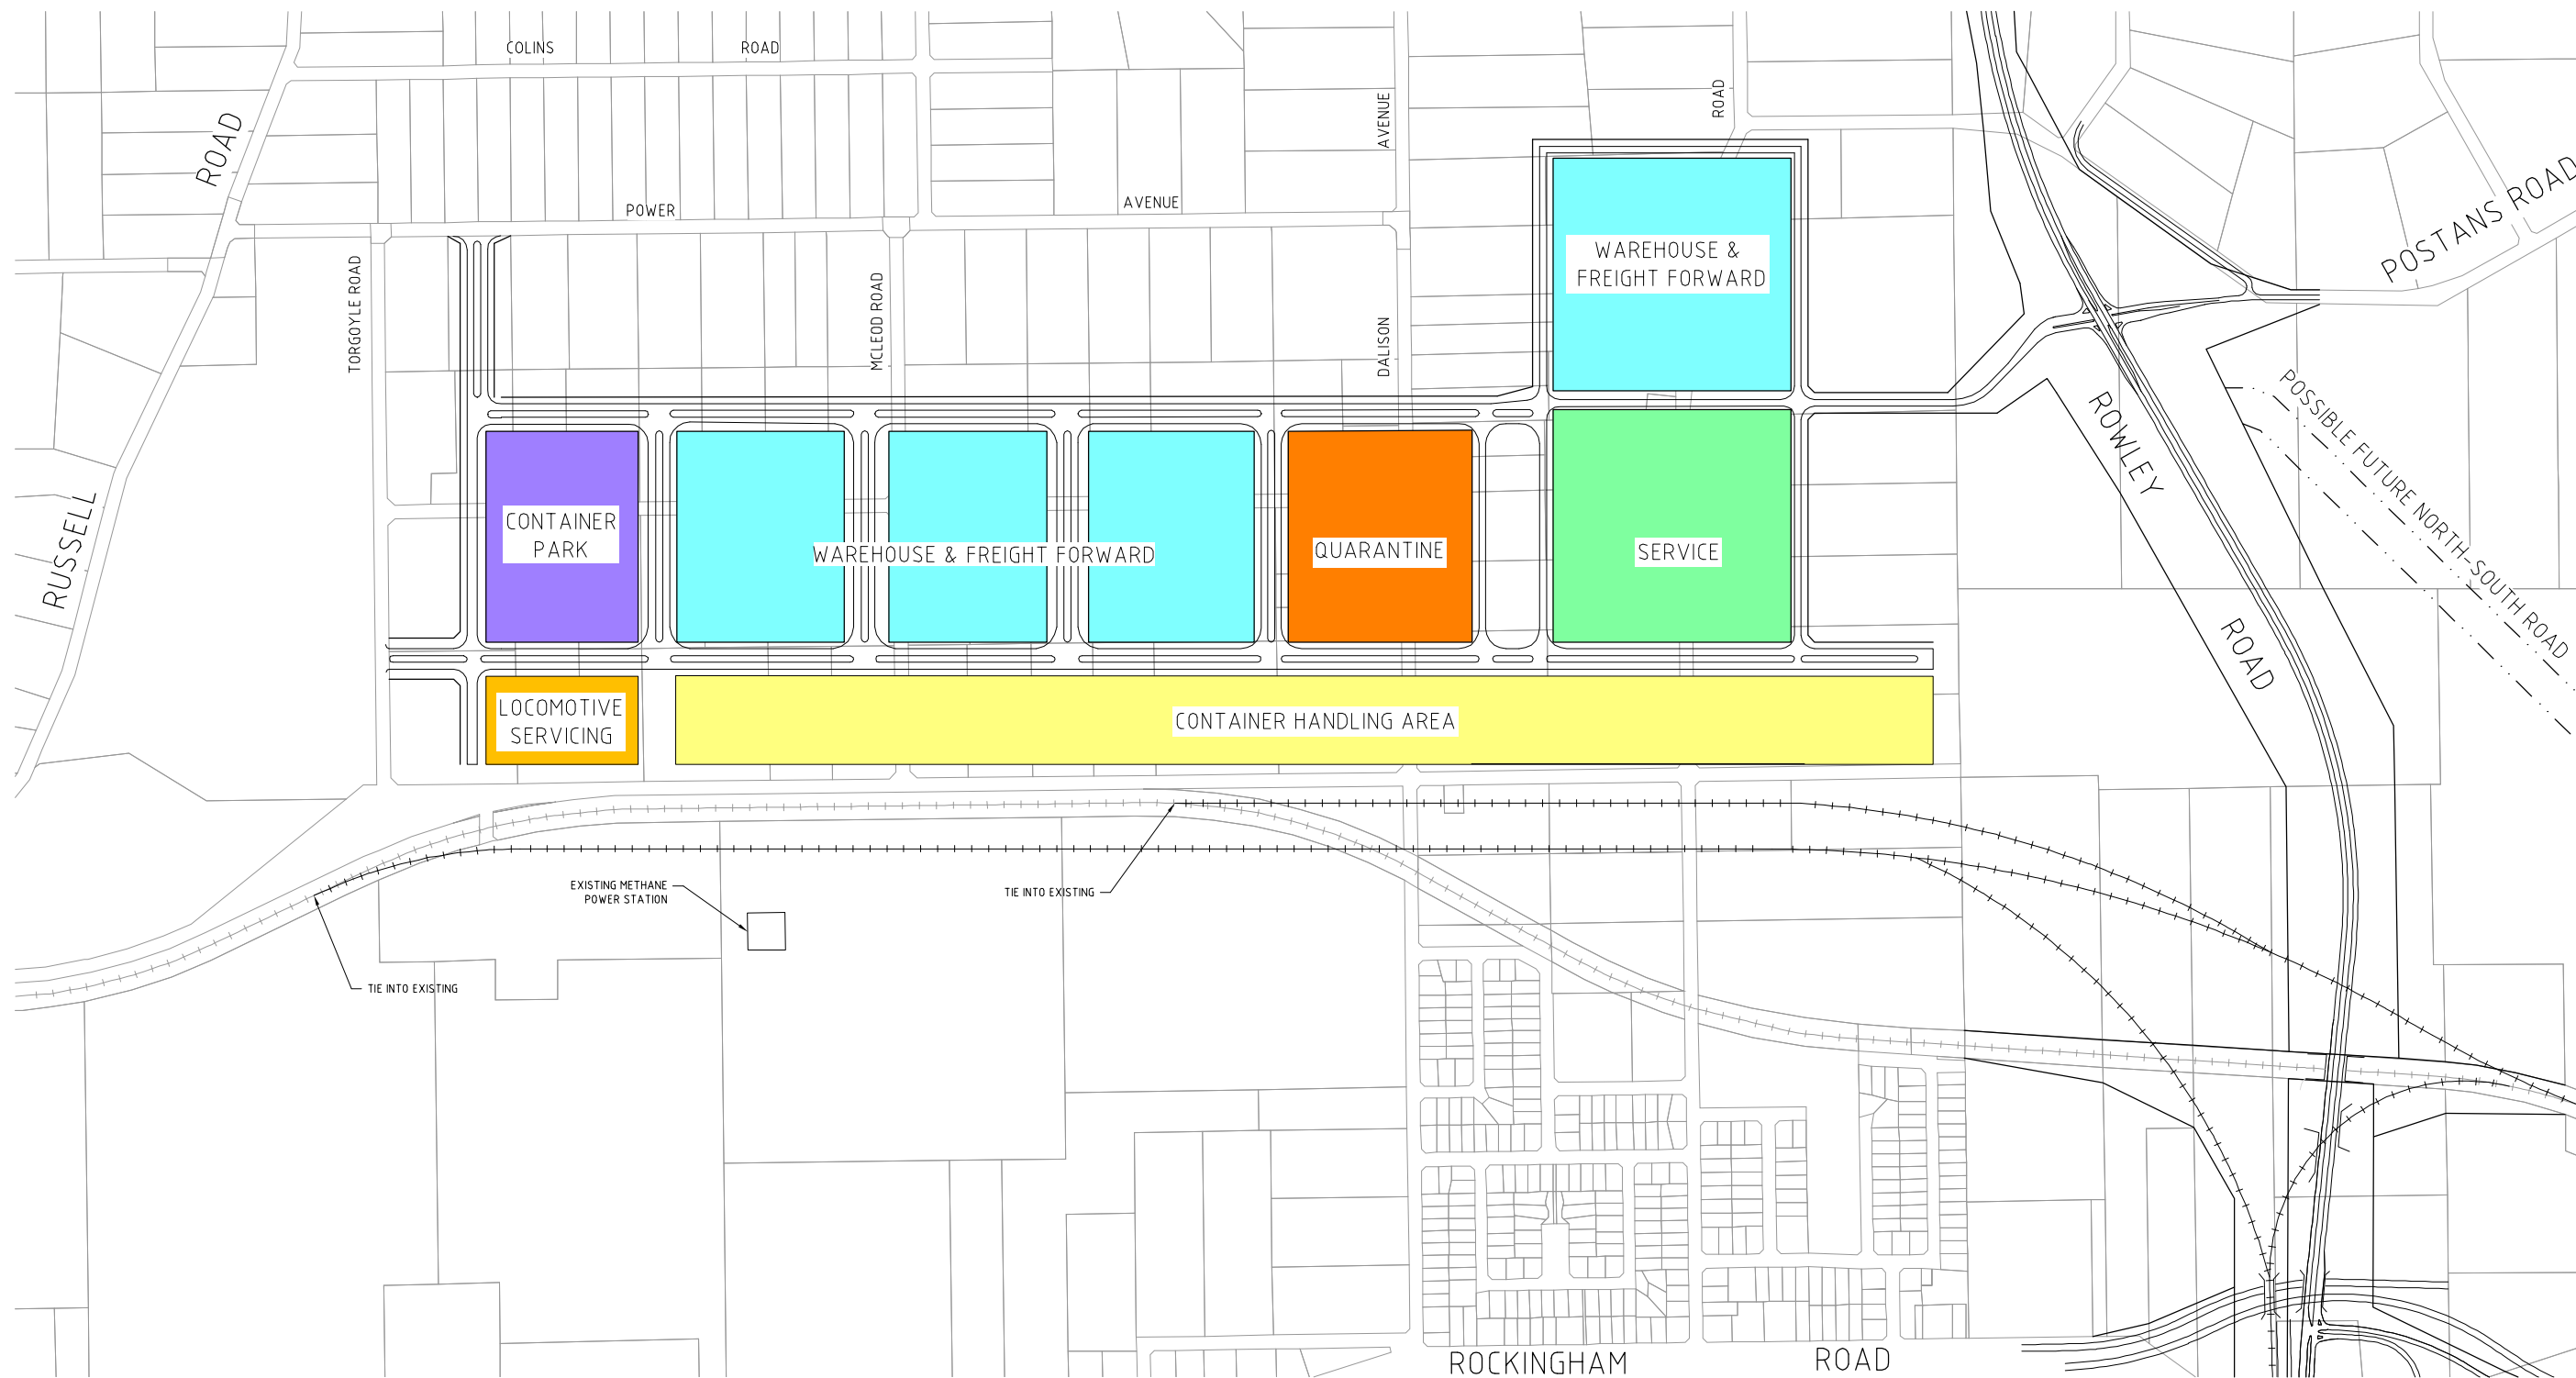 COLINS ROAD
ROAD
AVENUE
ROAD
POWER AVENUE
POSTANS ROAD
TORGOYLE ROAD
MCLEOD ROAD
DALISON
WAREHOUSE &
FREIGHT FORWARD
POSSIBLE FUTURE NORTH-SOUTH ROAD
ROWLEY
ROAD
RUSSELL
CONTAINER
PARK
WAREHOUSE & FREIGHT FORWARD
QUARANTINE
SERVICE
LOCOMOTIVE
SERVICING
CONTAINER HANDLING AREA
EXISTING METHANE
POWER STATION
TIE INTO EXISTING
TIE INTO EXISTING
ROCKINGHAM ROAD